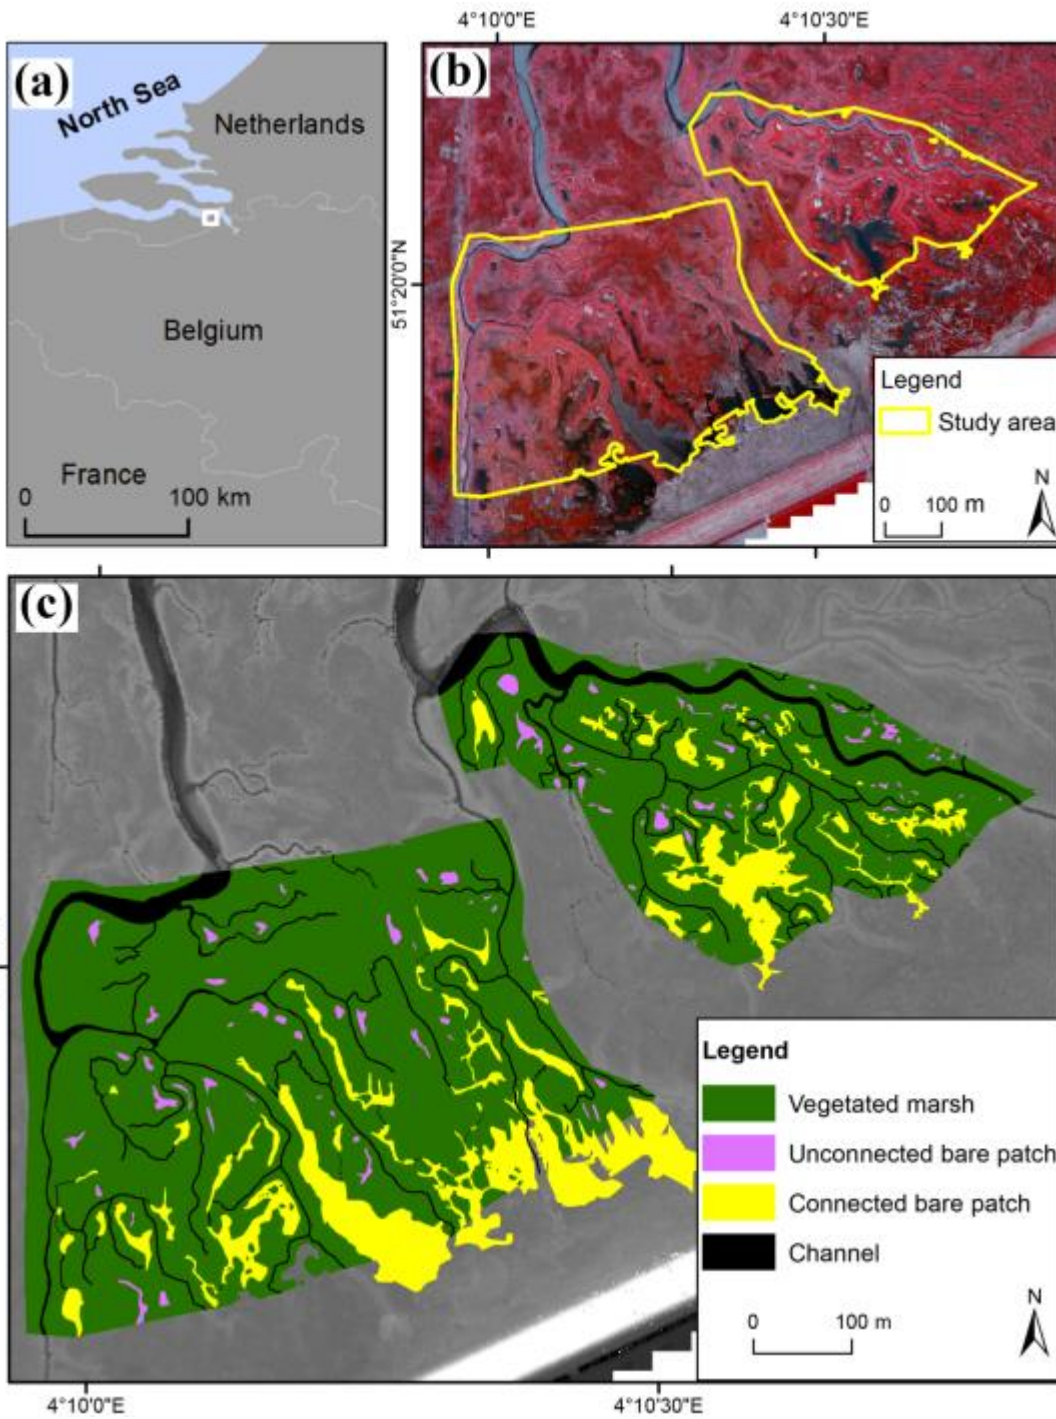 4°10'0"E
4°10'30"E
(a)
North Sea
Netherlands
Belgium
France
0
100 km
51°20'0"N
(b)
Legend
Study area
0
100 m
N
(c)
Legend
Vegetated marsh
Unconnected bare patch
Connected bare patch
Channel
0
100 m
N
4°10'0"E
4°10'30"E